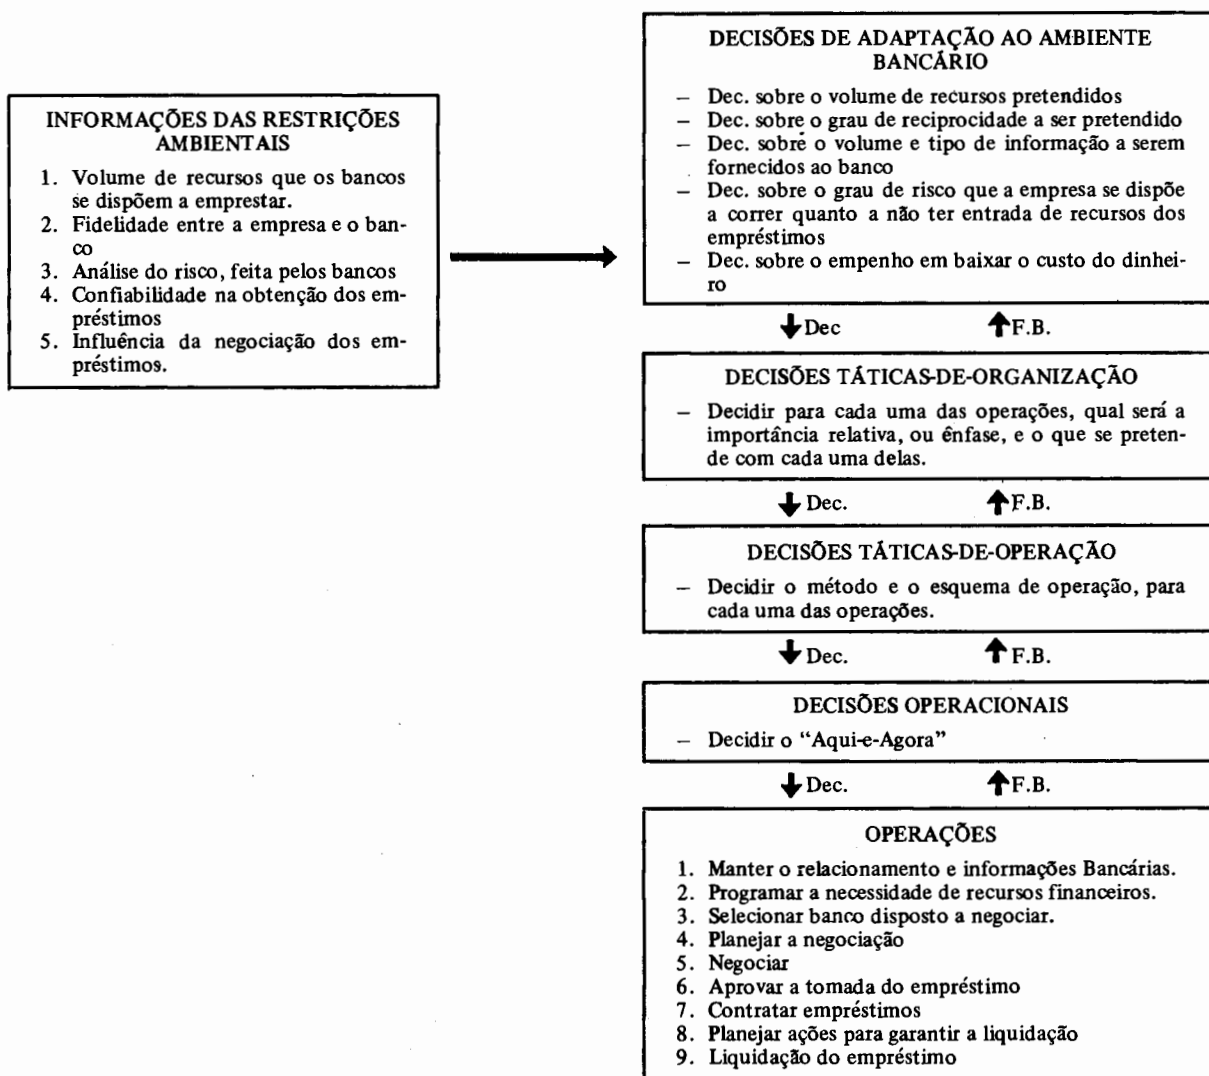 INFORMAÇÕES DAS RESTRIÇÕES
AMBIENTAIS
1. Volume de recursos que os bancos
se dispõem a emprestar.
2. Fidelidade entre a empresa e o ban-
co
3. Análise do risco, feita pelos bancos
4. Confiabilidade na obtenção dos em-
préstimos
5. Influência da negociação dos em-
préstimos.
DECISÕES DE ADAPTAÇÃO AO AMBIENTE
BANCÁRIO
– Dec. sobre o volume de recursos pretendidos
– Dec. sobre o grau de reciprocidade a ser pretendido
– Dec. sobre o volume e tipo de informação a serem
fornecidos ao banco
– Dec. sobre o grau de risco que a empresa se dispõe
a correr quanto a não ter entrada de recursos dos
empréstimos
– Dec. sobre o empenho em baixar o custo do dinhei-
ro
Dec F.B.
DECISÕES TÁTICAS-DE-ORGANIZAÇÃO
– Decidir para cada uma das operações, qual será a
importância relativa, ou ênfase, e o que se preten-
de com cada uma delas.
Dec. F.B.
DECISÕES TÁTICAS-DE-OPERAÇÃO
– Decidir o método e o esquema de operação, para
cada uma das operações.
Dec. F.B.
DECISÕES OPERACIONAIS
– Decidir o “Aqui-e-Agora”
Dec. F.B.
OPERAÇÕES
1. Manter o relacionamento e informações Bancárias.
2. Programar a necessidade de recursos financeiros.
3. Selecionar banco disposto a negociar.
4. Planejar a negociação
5. Negociar
6. Aprovar a tomada do empréstimo
7. Contratar empréstimos
8. Planejar ações para garantir a liquidação
9. Liquidação do empréstimo